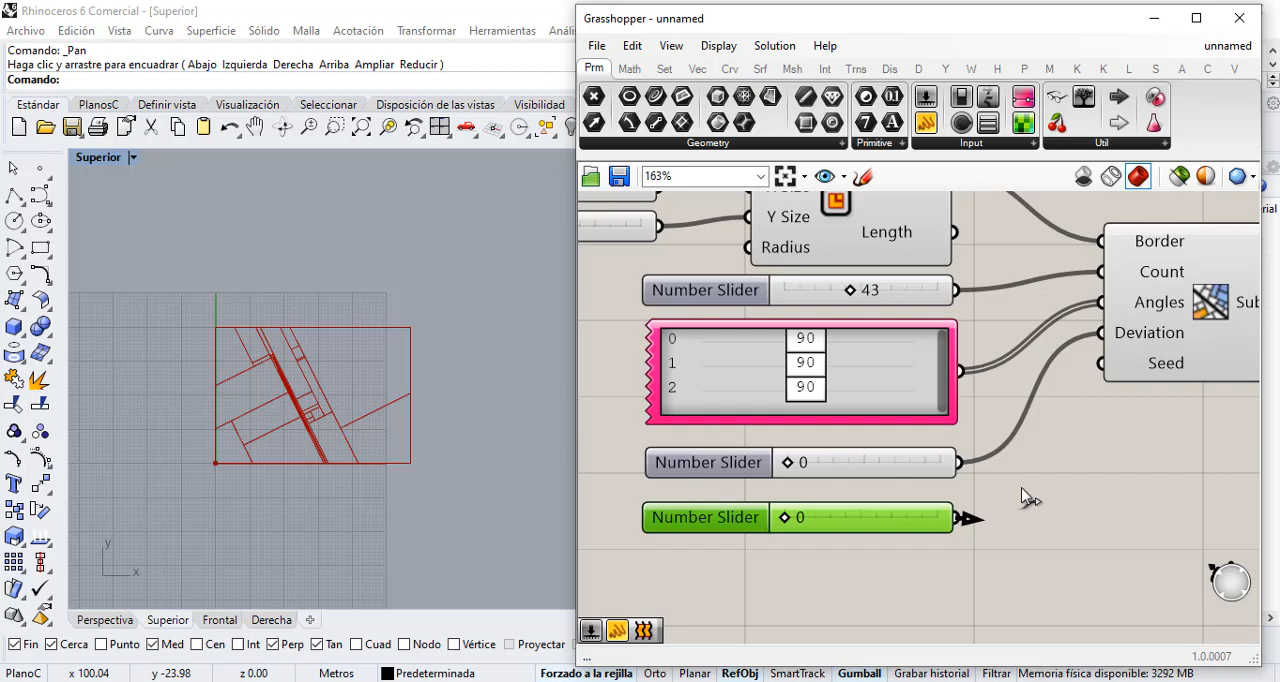 Rhinoceros 6 Comercial - [Superior]
Archivo Edición Vista Curva Superficie Sólido Malla Acotación Transformar Herramientas Anális
Comando: _Pan
Haga clic y arrastre para encuadrar ( Abajo Izquierda Derecha Arriba Ampliar Reducir )
Comando:
Estándar PlanosC Definir vista Visualización Seleccionar Disposición de las vistas Visibilidad
Superior
y
x
Perspectiva Superior Frontal Derecha
Fin Cerca Punto Med Cen Int Perp Tan Cuad Nodo Vértice Proyectar
PlanoC x 100.04 y -23.98 z 0.00 Metros Predeterminada Forzado a la rejilla Orto Planar RefObj SmartTrack Gumball Grabar historial Filtrar Memoria física disponible: 3292 MB
Grasshopper - unnamed
File Edit View Display Solution Help unnamed
Prm Math Set Vec Crv Srf Msh Int Trns Dis D Y W H P M K K L S A C V
Geometry Primitive Input Util
163%
Y Size
Radius
Length
Number Slider 43
0 90
1 90
2 90
Number Slider 0
Number Slider 0
Border
Count
Angles
Deviation
Seed
Sub
... 1.0.0007
rial